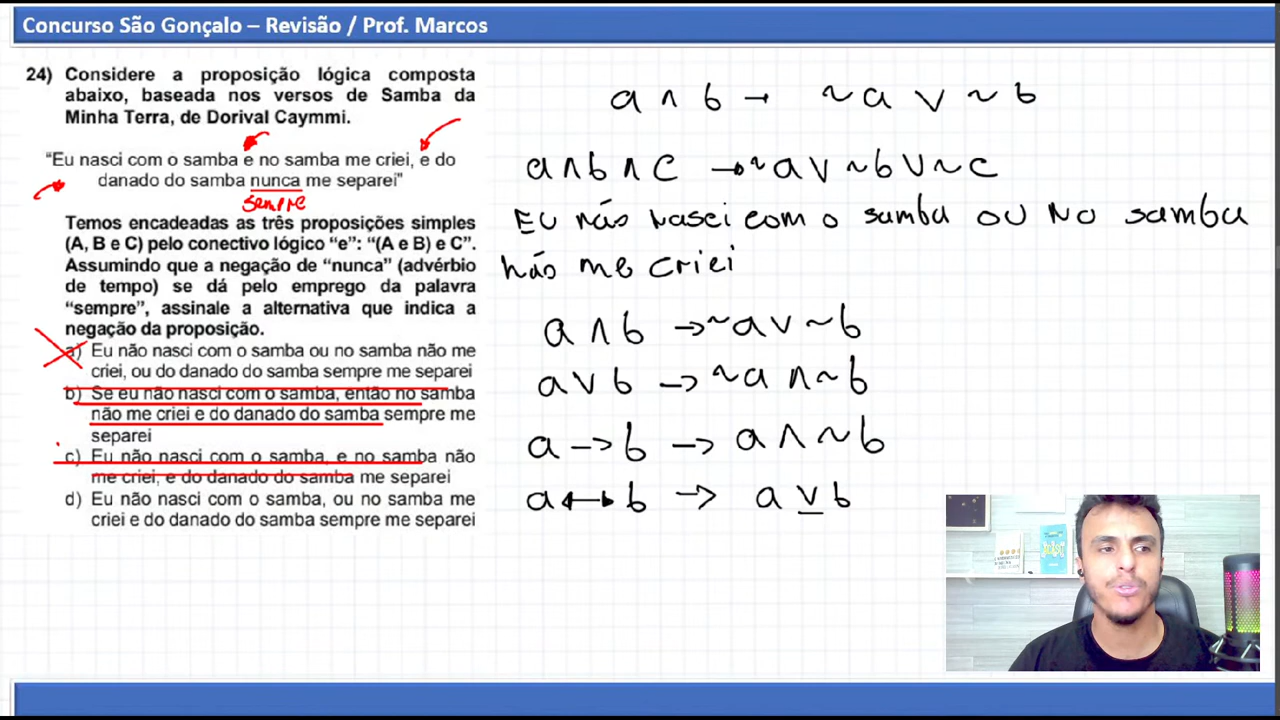 Concurso São Gonçalo – Revisão / Prof. Marcos
24) Considere a proposição lógica composta
abaixo, baseada nos versos de Samba da
Minha Terra, de Dorival Caymmi.
“Eu nasci com o samba e no samba me criei, e do
danado do samba nunca me separei”
sempre
Temos encadeadas as três proposições simples
(A, B e C) pelo conectivo lógico “e”: “(A e B) e C”.
Assumindo que a negação de “nunca” (advérbio
de tempo) se dá pelo emprego da palavra
“sempre”, assinale a alternativa que indica a
negação da proposição.
a) Eu não nasci com o samba ou no samba não me
criei, ou do danado do samba sempre me separei
b) Se eu não nasci com o samba, então no samba
não me criei e do danado do samba sempre me
separei
c) Eu não nasci com o samba, e no samba não
me criei, e do danado do samba me separei
d) Eu não nasci com o samba, ou no samba me
criei e do danado do samba sempre me separei
a ∧ b → ~a ∨ ~b
a ∧ b ∧ c → ~a ∨ ~b ∨ ~c
Eu não nasci com o samba ou no samba
não me criei
a ∧ b → ~a ∨ ~b
a ∨ b → ~a ∧ ~b
a → b → a ∧ ~b
a ↔ b → a ⊻ b